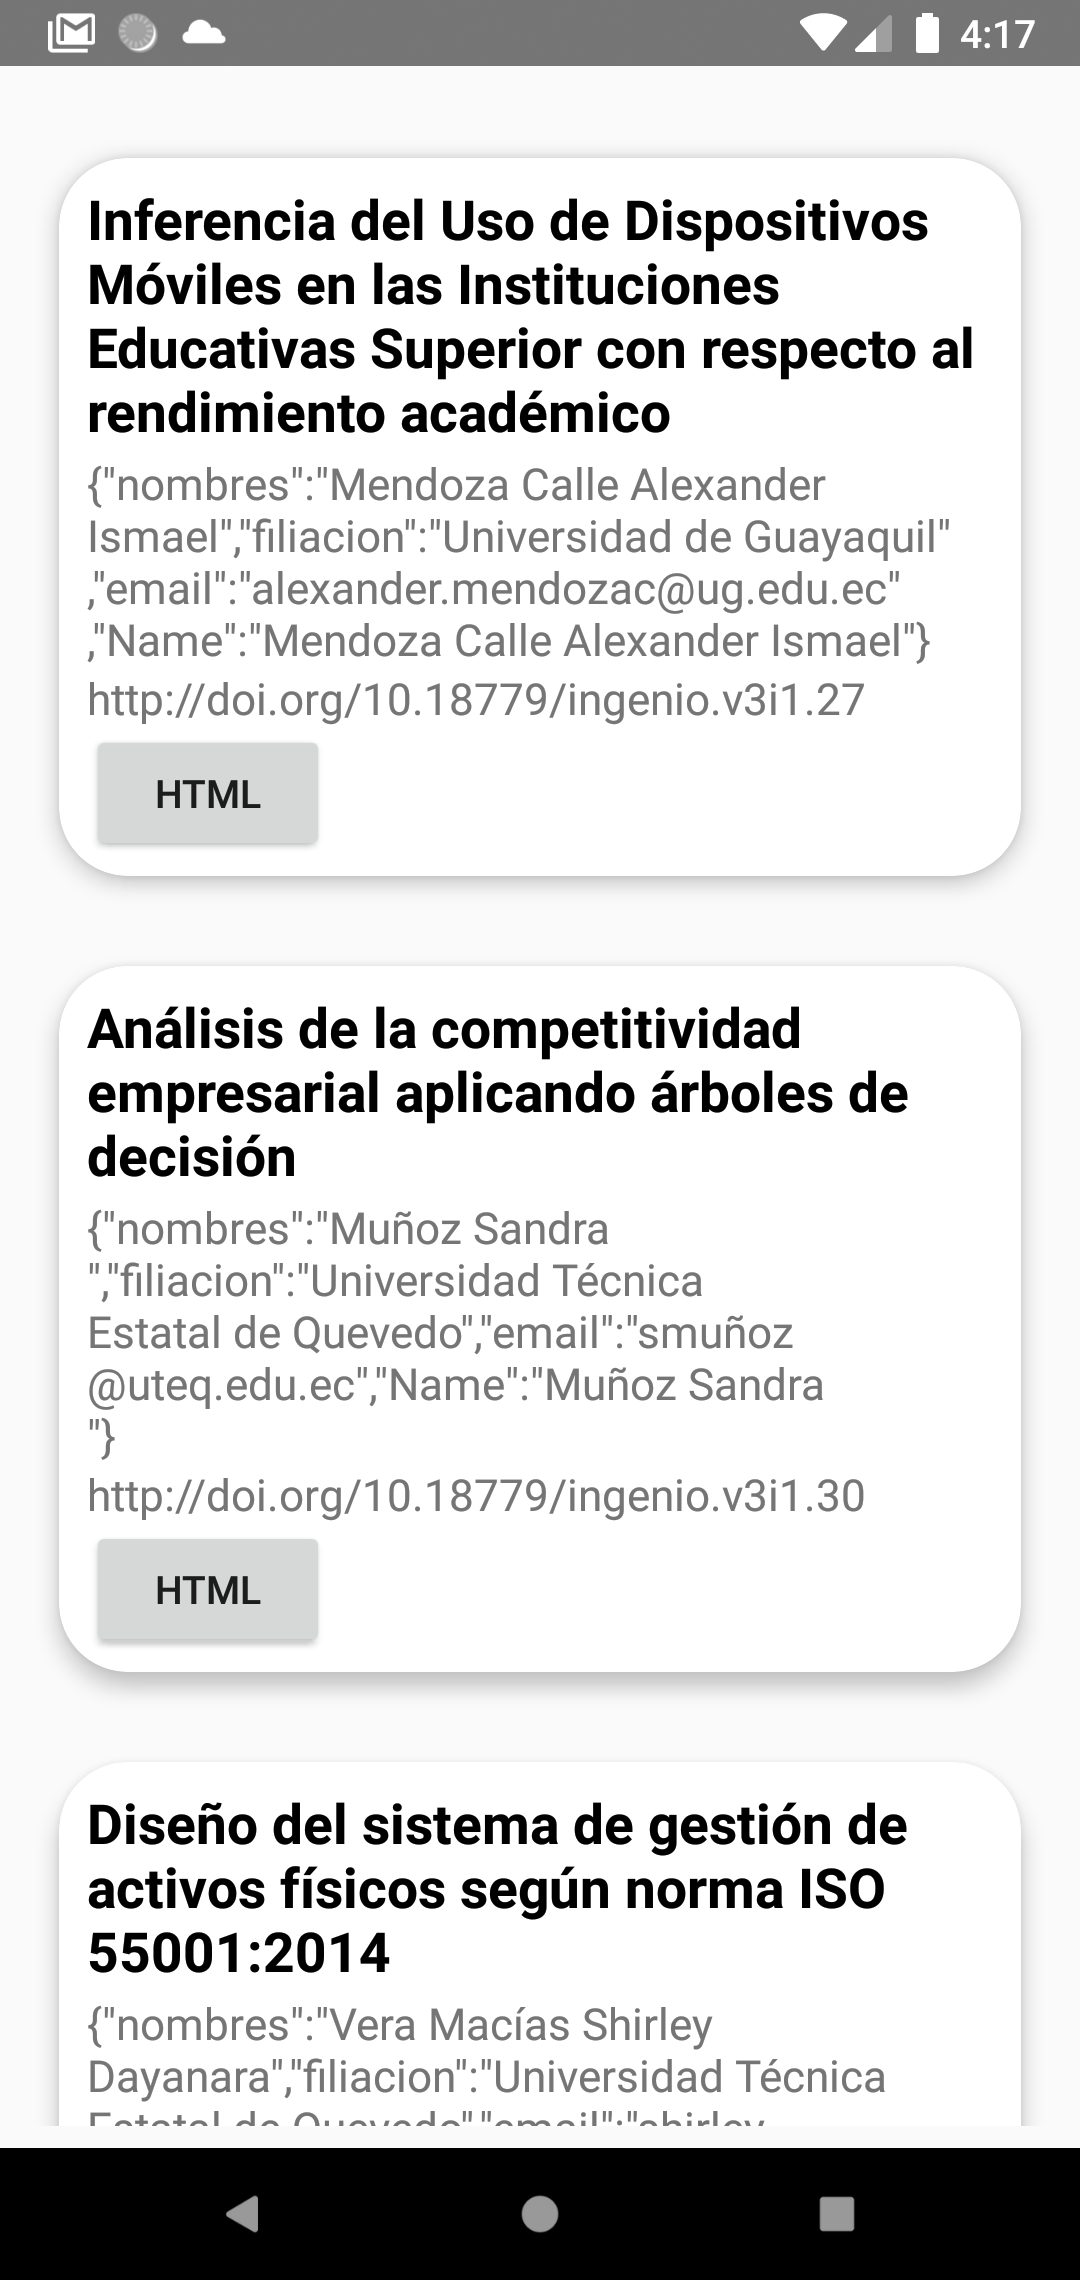 4:17
Inferencia del Uso de Dispositivos
Móviles en las Instituciones
Educativas Superior con respecto al
rendimiento académico
{"nombres":"Mendoza Calle Alexander
Ismael","filiacion":"Universidad de Guayaquil"
,"email":"alexander.mendozac@ug.edu.ec"
,"Name":"Mendoza Calle Alexander Ismael"}
http://doi.org/10.18779/ingenio.v3i1.27
HTML
Análisis de la competitividad
empresarial aplicando árboles de
decisión
{"nombres":"Muñoz Sandra
","filiacion":"Universidad Técnica
Estatal de Quevedo","email":"smuñoz
@uteq.edu.ec","Name":"Muñoz Sandra
"}
http://doi.org/10.18779/ingenio.v3i1.30
HTML
Diseño del sistema de gestión de
activos físicos según norma ISO
55001:2014
{"nombres":"Vera Macías Shirley
Dayanara","filiacion":"Universidad Técnica
Estatal de Quevedo","email":"shirley